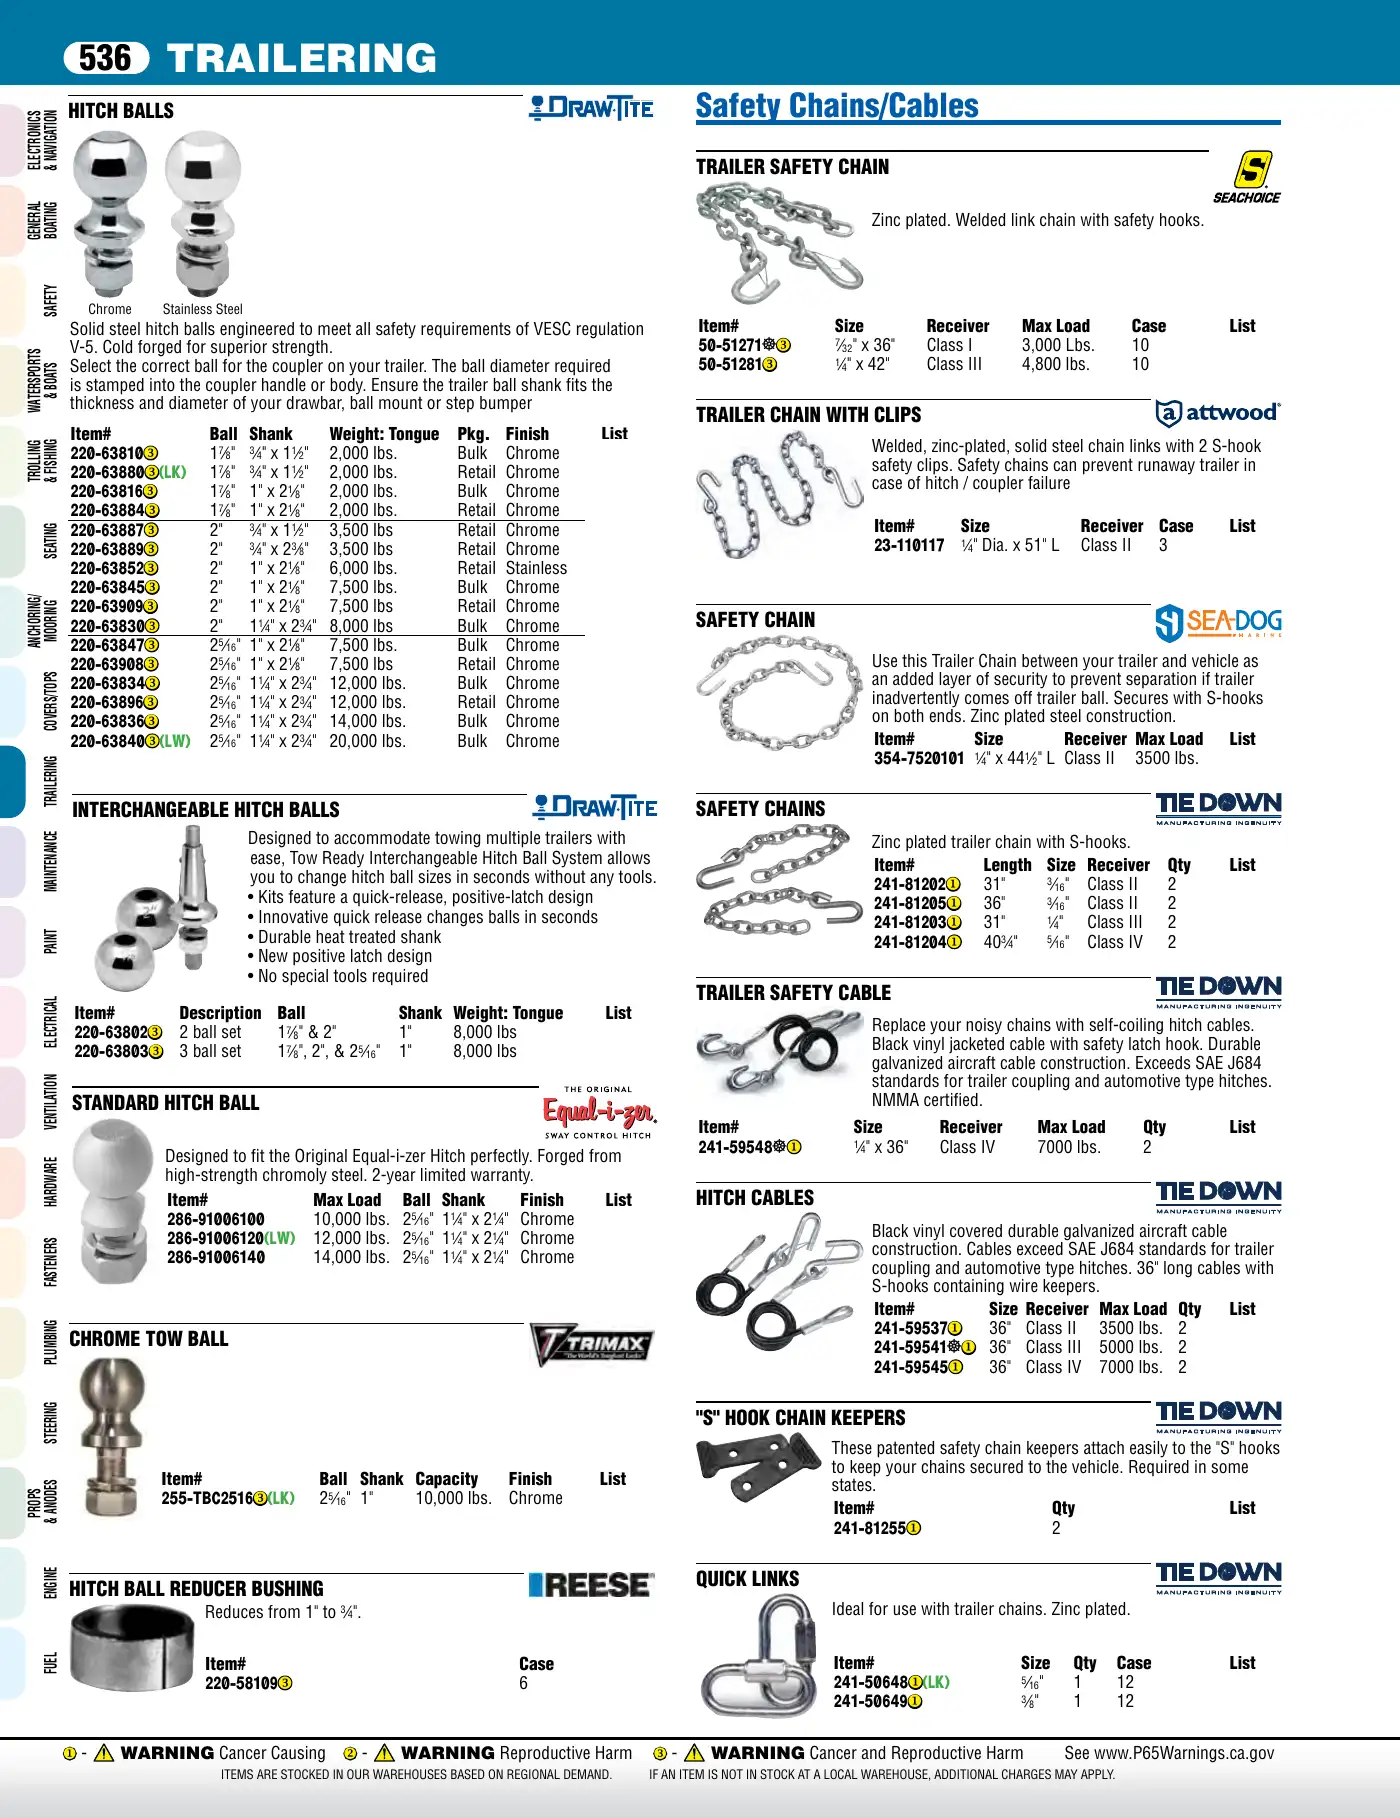 536 TRAILERING
ELECTRONICS & NAVIGATION
GENERAL BOATING
SAFETY
WATERSPORTS & BOATS
TROLLING & FISHING
SEATING
ANCHORING/ MOORING
COVERS/TOPS
TRAILERING
MAINTENANCE
PAINT
ELECTRICAL
VENTILATION
HARDWARE
FASTENERS
PLUMBING
STEERING
PROPS & ANODES
ENGINE
FUEL
HITCH BALLS
DRAW-TITE
Chrome Stainless Steel
Solid steel hitch balls engineered to meet all safety requirements of VESC regulation
V-5. Cold forged for superior strength.
Select the correct ball for the coupler on your trailer. The ball diameter required
is stamped into the coupler handle or body. Ensure the trailer ball shank fits the
thickness and diameter of your drawbar, ball mount or step bumper
Item# Ball Shank Weight: Tongue Pkg. Finish List
220-63810③ 1⅞" ¾" x 1½" 2,000 lbs. Bulk Chrome
220-63880③(LK) 1⅞" ¾" x 1½" 2,000 lbs. Retail Chrome
220-63816③ 1⅞" 1" x 2⅛" 2,000 lbs. Bulk Chrome
220-63884③ 1⅞" 1" x 2⅛" 2,000 lbs. Retail Chrome
220-63887③ 2" ¾" x 1½" 3,500 lbs Retail Chrome
220-63889③ 2" ¾" x 2⅜" 3,500 lbs Retail Chrome
220-63852③ 2" 1" x 2⅛" 6,000 lbs. Retail Stainless
220-63845③ 2" 1" x 2⅛" 7,500 lbs. Bulk Chrome
220-63909③ 2" 1" x 2⅛" 7,500 lbs Retail Chrome
220-63830③ 2" 1¼" x 2¾" 8,000 lbs Bulk Chrome
220-63847③ 25⁄16" 1" x 2⅛" 7,500 lbs. Bulk Chrome
220-63908③ 25⁄16" 1" x 2⅛" 7,500 lbs Retail Chrome
220-63834③ 25⁄16" 1¼" x 2¾" 12,000 lbs. Bulk Chrome
220-63896③ 25⁄16" 1¼" x 2¾" 12,000 lbs. Retail Chrome
220-63836③ 25⁄16" 1¼" x 2¾" 14,000 lbs. Bulk Chrome
220-63840③(LW) 25⁄16" 1¼" x 2¾" 20,000 lbs. Bulk Chrome
INTERCHANGEABLE HITCH BALLS
DRAW-TITE
Designed to accommodate towing multiple trailers with
ease, Tow Ready Interchangeable Hitch Ball System allows
you to change hitch ball sizes in seconds without any tools.
• Kits feature a quick-release, positive-latch design
• Innovative quick release changes balls in seconds
• Durable heat treated shank
• New positive latch design
• No special tools required
Item# Description Ball Shank Weight: Tongue List
220-63802③ 2 ball set 1⅞" & 2" 1" 8,000 lbs
220-63803③ 3 ball set 1⅞", 2", & 25⁄16" 1" 8,000 lbs
STANDARD HITCH BALL
THE ORIGINAL
Equal-i-zer®
SWAY CONTROL HITCH
Designed to fit the Original Equal-i-zer Hitch perfectly. Forged from
high-strength chromoly steel. 2-year limited warranty.
Item# Max Load Ball Shank Finish List
286-91006100 10,000 lbs. 25⁄16" 1¼" x 2¼" Chrome
286-91006120(LW) 12,000 lbs. 25⁄16" 1¼" x 2¼" Chrome
286-91006140 14,000 lbs. 25⁄16" 1¼" x 2¼" Chrome
CHROME TOW BALL
TRIMAX
"The World's Toughest Locks"
Item# Ball Shank Capacity Finish List
255-TBC2516③(LK) 25⁄16" 1" 10,000 lbs. Chrome
HITCH BALL REDUCER BUSHING
REESE
Reduces from 1" to ¾".
Item# Case
220-58109③ 6
Safety Chains/Cables
TRAILER SAFETY CHAIN
S
SEACHOICE
Zinc plated. Welded link chain with safety hooks.
Item# Size Receiver Max Load Case List
50-51271☸③ 7⁄32" x 36" Class I 3,000 Lbs. 10
50-51281③ ¼" x 42" Class III 4,800 lbs. 10
TRAILER CHAIN WITH CLIPS
attwood®
Welded, zinc-plated, solid steel chain links with 2 S-hook
safety clips. Safety chains can prevent runaway trailer in
case of hitch / coupler failure
Item# Size Receiver Case List
23-110117 ¼" Dia. x 51" L Class II 3
SAFETY CHAIN
SEA-DOG
MARINE
Use this Trailer Chain between your trailer and vehicle as
an added layer of security to prevent separation if trailer
inadvertently comes off trailer ball. Secures with S-hooks
on both ends. Zinc plated steel construction.
Item# Size Receiver Max Load List
354-7520101 ¼" x 44½" L Class II 3500 lbs.
SAFETY CHAINS
TIE DOWN
MANUFACTURING INGENUITY
Zinc plated trailer chain with S-hooks.
Item# Length Size Receiver Qty List
241-81202① 31" 3⁄16" Class II 2
241-81205① 36" 3⁄16" Class II 2
241-81203① 31" ¼" Class III 2
241-81204① 40¾" 5⁄16" Class IV 2
TRAILER SAFETY CABLE
TIE DOWN
MANUFACTURING INGENUITY
Replace your noisy chains with self-coiling hitch cables.
Black vinyl jacketed cable with safety latch hook. Durable
galvanized aircraft cable construction. Exceeds SAE J684
standards for trailer coupling and automotive type hitches.
NMMA certified.
Item# Size Receiver Max Load Qty List
241-59548☸① ¼" x 36" Class IV 7000 lbs. 2
HITCH CABLES
TIE DOWN
MANUFACTURING INGENUITY
Black vinyl covered durable galvanized aircraft cable
construction. Cables exceed SAE J684 standards for trailer
coupling and automotive type hitches. 36" long cables with
S-hooks containing wire keepers.
Item# Size Receiver Max Load Qty List
241-59537① 36" Class II 3500 lbs. 2
241-59541☸① 36" Class III 5000 lbs. 2
241-59545① 36" Class IV 7000 lbs. 2
"S" HOOK CHAIN KEEPERS
TIE DOWN
MANUFACTURING INGENUITY
These patented safety chain keepers attach easily to the "S" hooks
to keep your chains secured to the vehicle. Required in some
states.
Item# Qty List
241-81255① 2
QUICK LINKS
TIE DOWN
MANUFACTURING INGENUITY
Ideal for use with trailer chains. Zinc plated.
Item# Size Qty Case List
241-50648①(LK) 5⁄16" 1 12
241-50649① ⅜" 1 12
① - ⚠ WARNING Cancer Causing ② - ⚠ WARNING Reproductive Harm ③ - ⚠ WARNING Cancer and Reproductive Harm See www.P65Warnings.ca.gov
ITEMS ARE STOCKED IN OUR WAREHOUSES BASED ON REGIONAL DEMAND. IF AN ITEM IS NOT IN STOCK AT A LOCAL WAREHOUSE, ADDITIONAL CHARGES MAY APPLY.